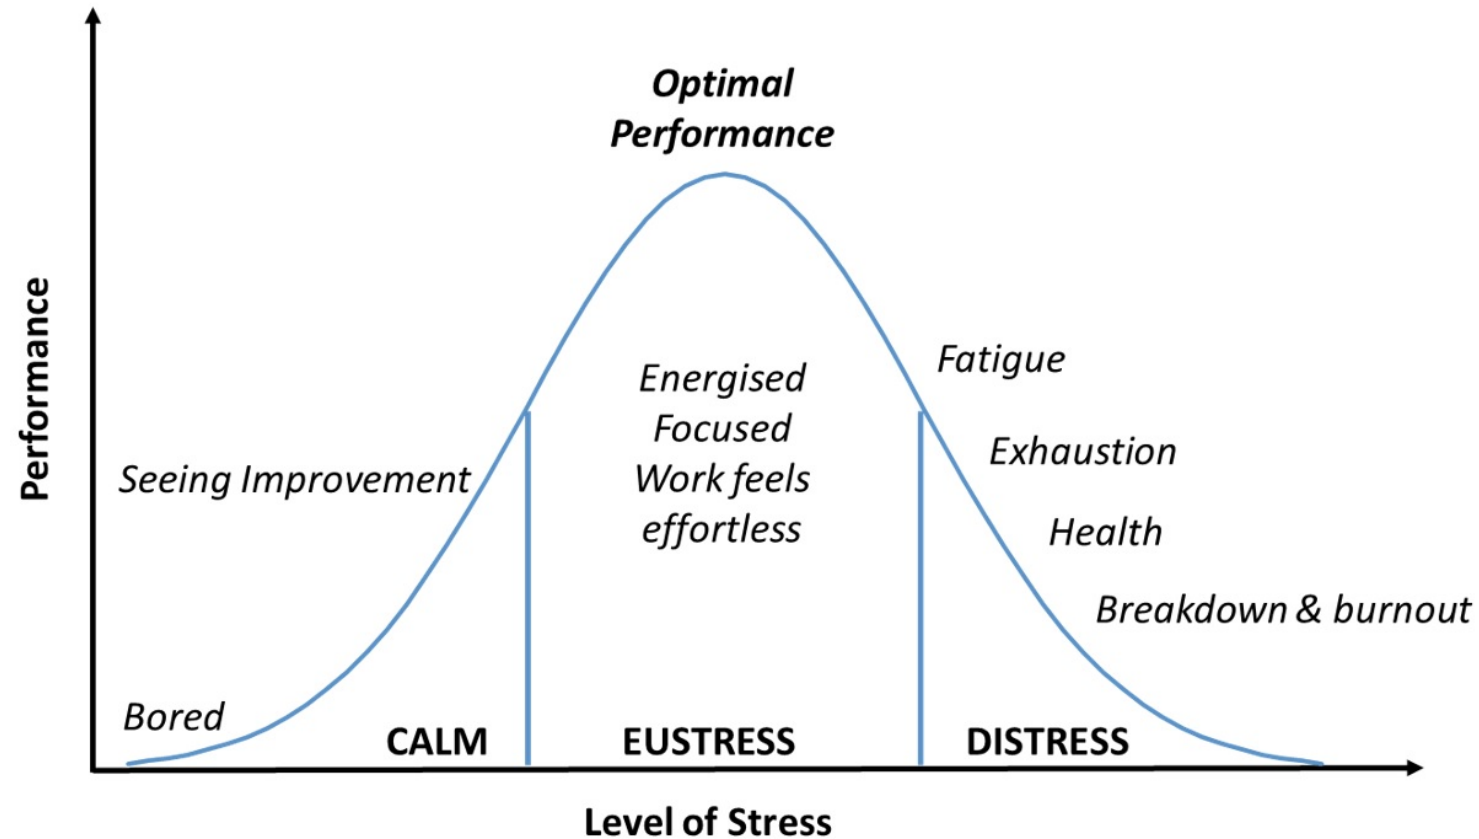 Optimal
Performance
Performance
Fatigue
Energised
Focused
Work feels
effortless
Exhaustion
Seeing Improvement
Health
Breakdown & burnout
Bored
CALM
EUSTRESS
DISTRESS
Level of Stress